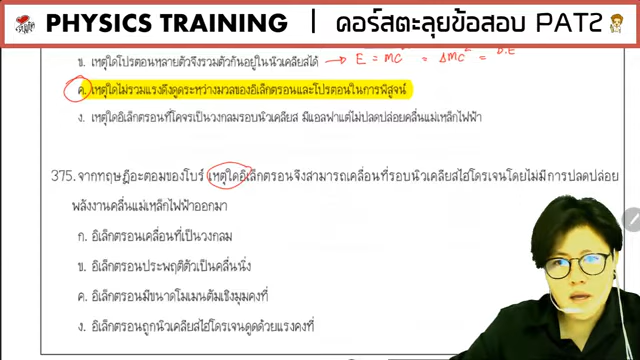 PHYSICS TRAINING | คอร์สตะลุยข้อสอบ PAT2
ข. เหตุใดโปรตอนหลายตัวจึงรวมตัวกันอยู่ในนิวเคลียสได้ → E = mc² = Δmc² = B.E
ค. เหตุใดไม่รวมแรงดึงดูดระหว่างมวลของอิเล็กตรอนและโปรตอนในการพิสูจน์
ง. เหตุใดอิเล็กตรอนที่โคจรเป็นวงกลมรอบนิวเคลียส มีแอลฟาแต่ไม่ปลดปล่อยคลื่นแม่เหล็กไฟฟ้า
375. จากทฤษฎีอะตอมของโบร์ เหตุใดอิเล็กตรอนจึงสามารถเคลื่อนที่รอบนิวเคลียสไฮโดรเจนโดยไม่มีการปลดปล่อย
พลังงานคลื่นแม่เหล็กไฟฟ้าออกมา
ก. อิเล็กตรอนเคลื่อนที่เป็นวงกลม
ข. อิเล็กตรอนประพฤติตัวเป็นคลื่นนิ่ง
ค. อิเล็กตรอนมีขนาดโมเมนตัมเชิงมุมคงที่
ง. อิเล็กตรอนถูกนิวเคลียสไฮโดรเจนดูดด้วยแรงคงที่